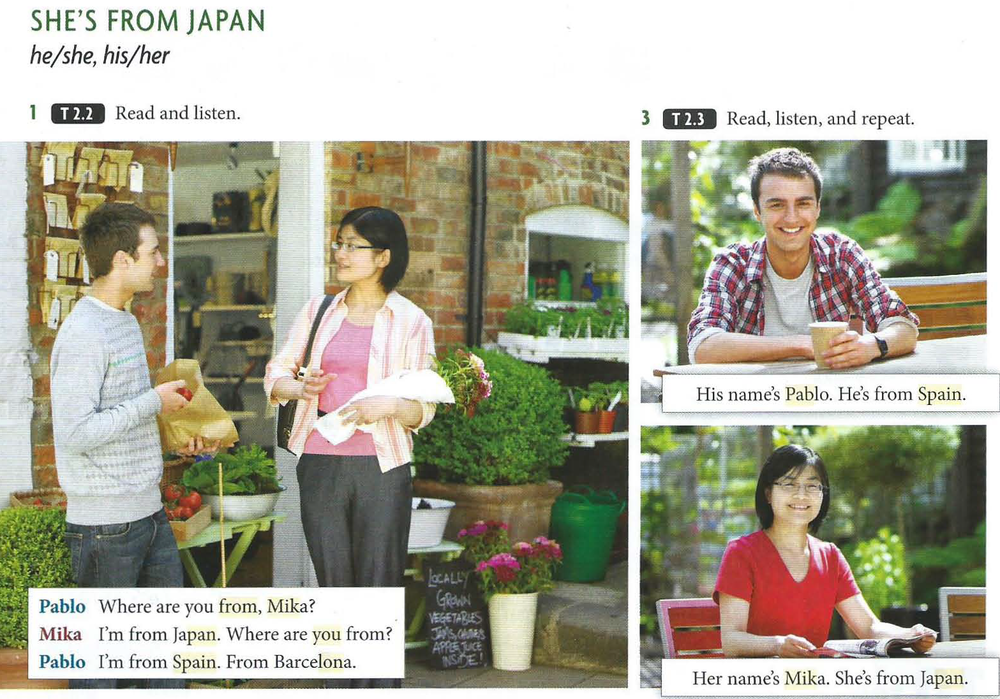 SHE'S FROM JAPAN
he/she, his/her
1 T 2.2 Read and listen.
Pablo Where are you from, Mika?
Mika I'm from Japan. Where are you from?
Pablo I'm from Spain. From Barcelona.
LOCALLY
GROWN
VEGETABLES
APPLE JUICE
INSIDE!
3 T 2.3 Read, listen, and repeat.
His name's Pablo. He's from Spain.
Her name's Mika. She's from Japan.